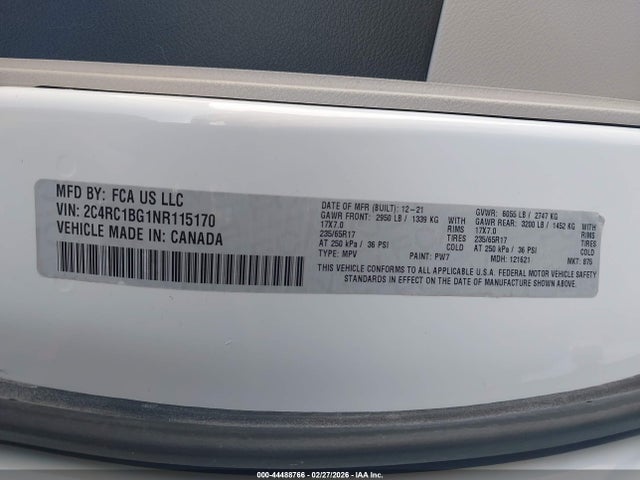 MFD BY: FCA US LLC
VIN: 2C4RC1BG1NR115170
VEHICLE MADE IN: CANADA
DATE OF MFR (BUILT) 12-21 GVWR: 6055 LB / 2747 KG
GAWR FRONT: 2950 LB / 1339 KG WITH GAWR REAR: 3200 LB / 1452 KG WITH
17X7.0 RIMS 17X7.0 RIMS
235/65R17 TIRES 235/65R17 TIRES
AT 250 kPa / 36 PSI COLD AT 250 kPa / 36 PSI COLD
TYPE: MPV PAINT: PW7 MDH: 121621 MKT: 875
THIS VEHICLE CONFORMS TO ALL APPLICABLE U.S.A. FEDERAL MOTOR VEHICLE SAFETY
STANDARDS IN EFFECT ON THE DATE OF MANUFACTURE SHOWN ABOVE.
000-44488766 - 02/27/2026 - IAA Inc.